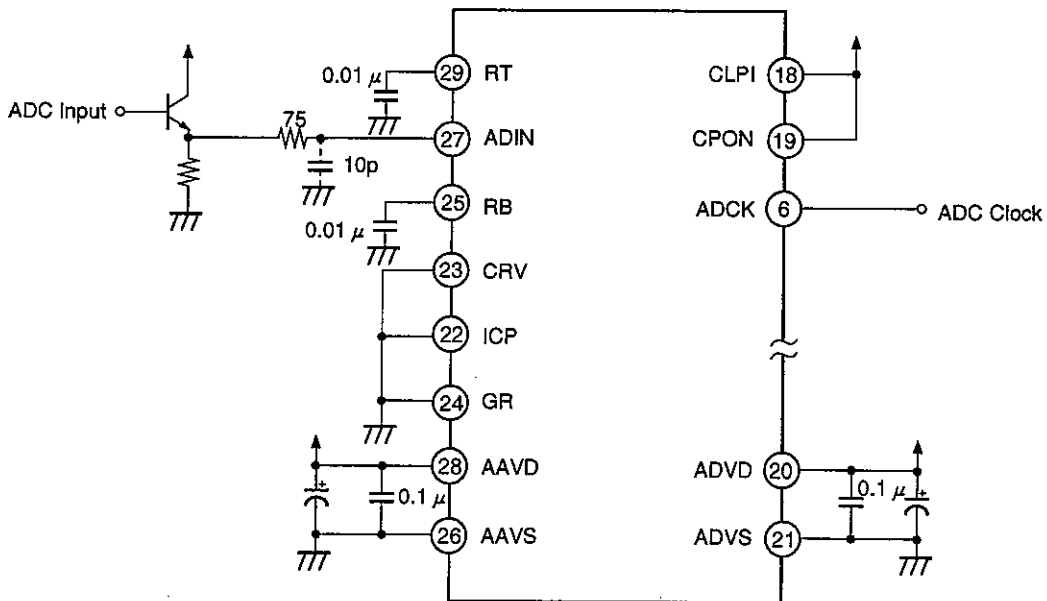 0.01 μ
29 RT
CLPI 18
ADC Input
75
27 ADIN
CPON 19
10p
25 RB
ADCK 6
ADC Clock
0.01 μ
23 CRV
22 ICP
24 GR
+
28 AAVD
0.1 μ
26 AAVS
ADVD 20
0.1 μ
+
ADVS 21